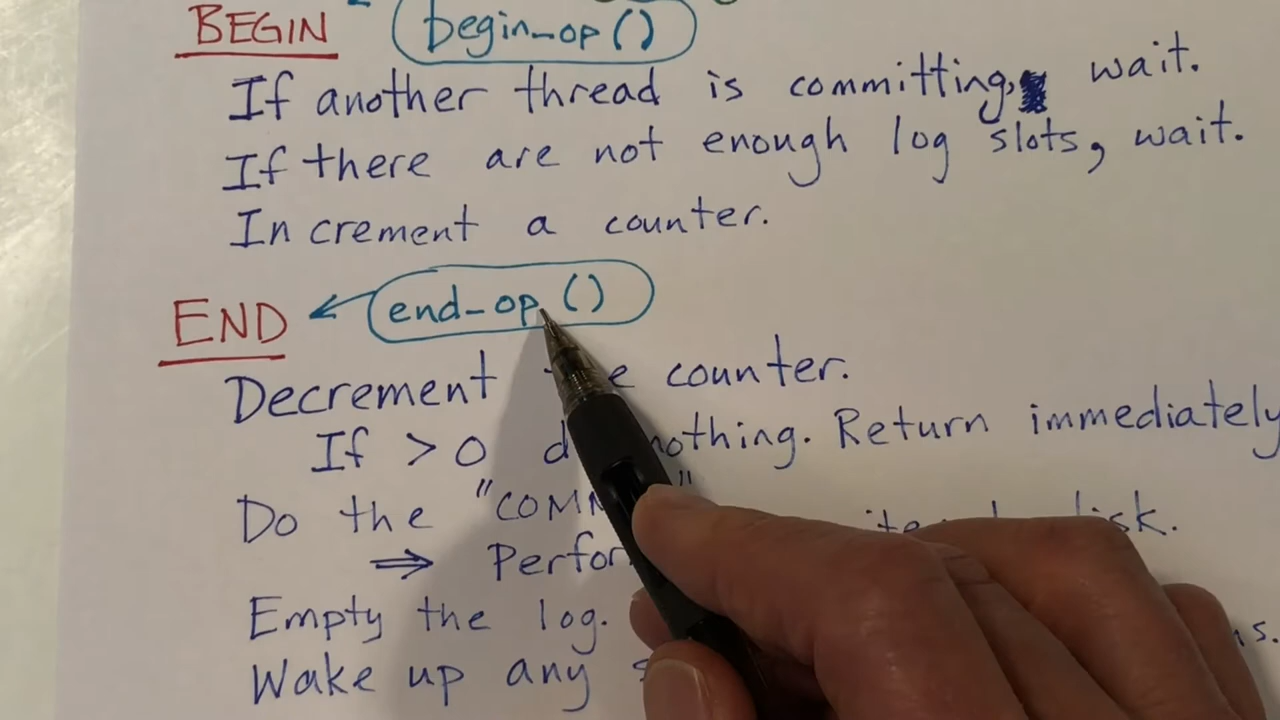 BEGIN begin_op()
If another thread is committing, wait.
If there are not enough log slots, wait.
Increment a counter.
END end_op()
Decrement counter.
If > 0 nothing. Return immediately
Do the disk.
⇒
Empty the log.
Wake up any